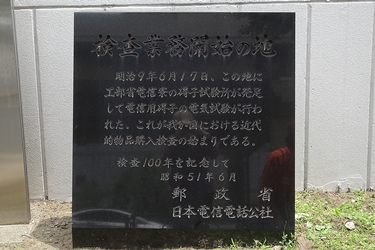 検査業務開始の地
明治9年6月19日、この地に
工部省電信寮の碍子試験所が発足
して電信用碍子の電気試験が行わ
れた。これが我が国における近代
的物品購入検査の始まりである。
検査100年を記念して
昭和51年6月
郵政省
日本電信電話公社